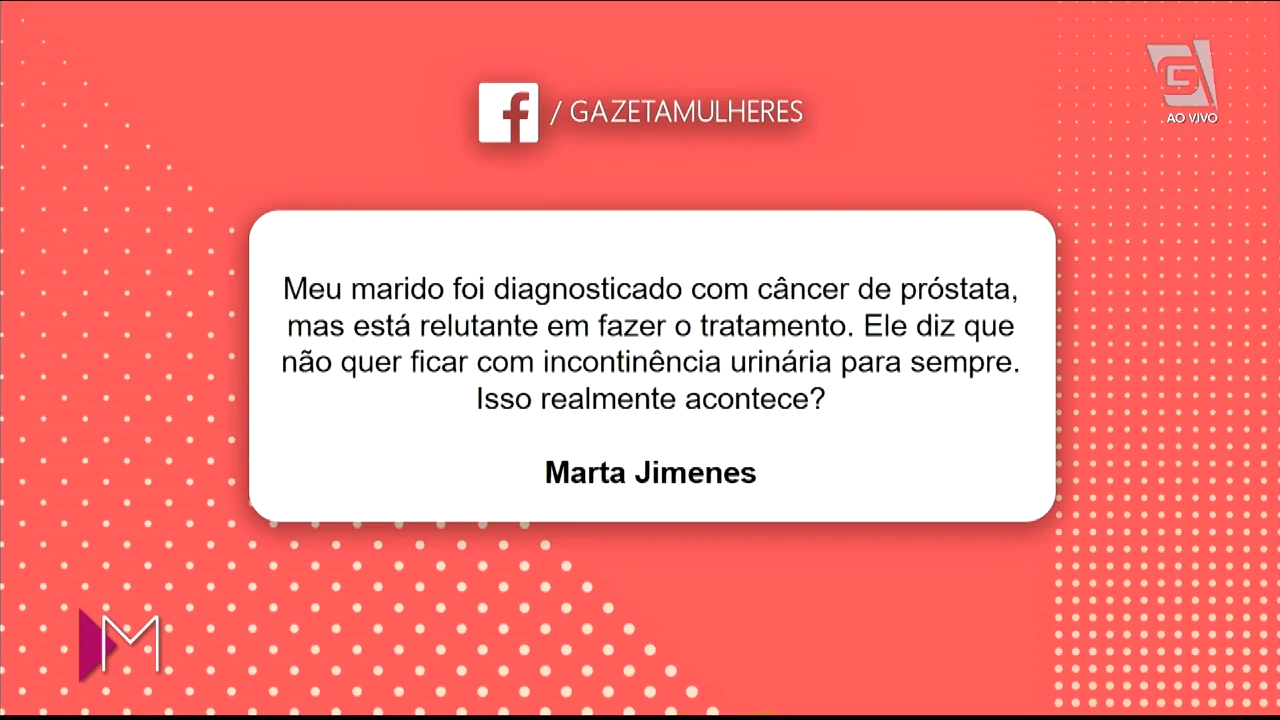 f / GAZETAMULHERES
G
AO VIVO
Meu marido foi diagnosticado com câncer de próstata,
mas está relutante em fazer o tratamento. Ele diz que
não quer ficar com incontinência urinária para sempre.
Isso realmente acontece?
Marta Jimenes
M